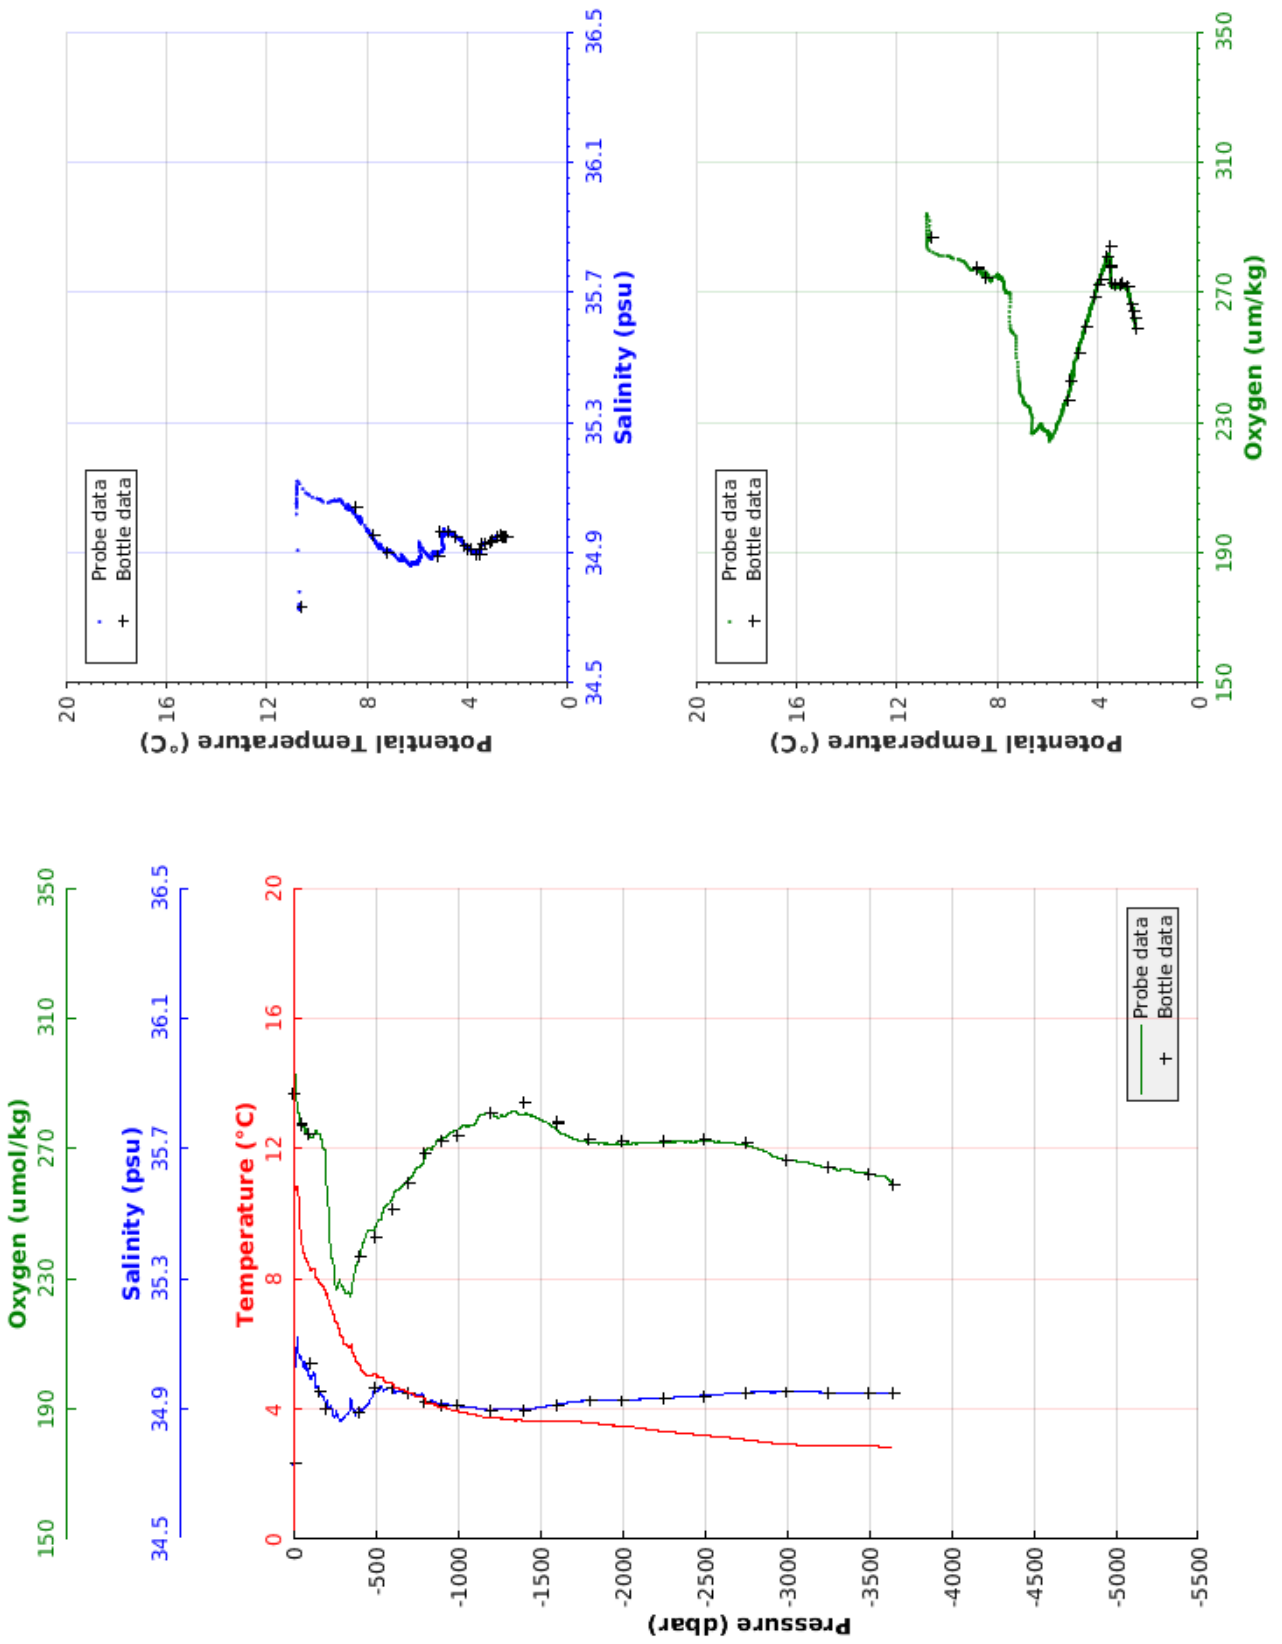 Oxygen (umol/kg)
150 190 230 270 310 350
Salinity (psu)
34.5 34.9 35.3 35.7 36.1 36.5
Temperature (°C)
0 4 8 12 16 20
Pressure (dbar)
0
-500
-1000
-1500
-2000
-2500
-3000
-3500
-4000
-4500
-5000
-5500
Probe data
Bottle data
Potential Temperature (°C)
20
16
12
8
4
0
Probe data
Bottle data
34.5 34.9 35.3 35.7 36.1 36.5
Salinity (psu)
Potential Temperature (°C)
20
16
12
8
4
0
Probe data
Bottle data
150 190 230 270 310 350
Oxygen (um/kg)